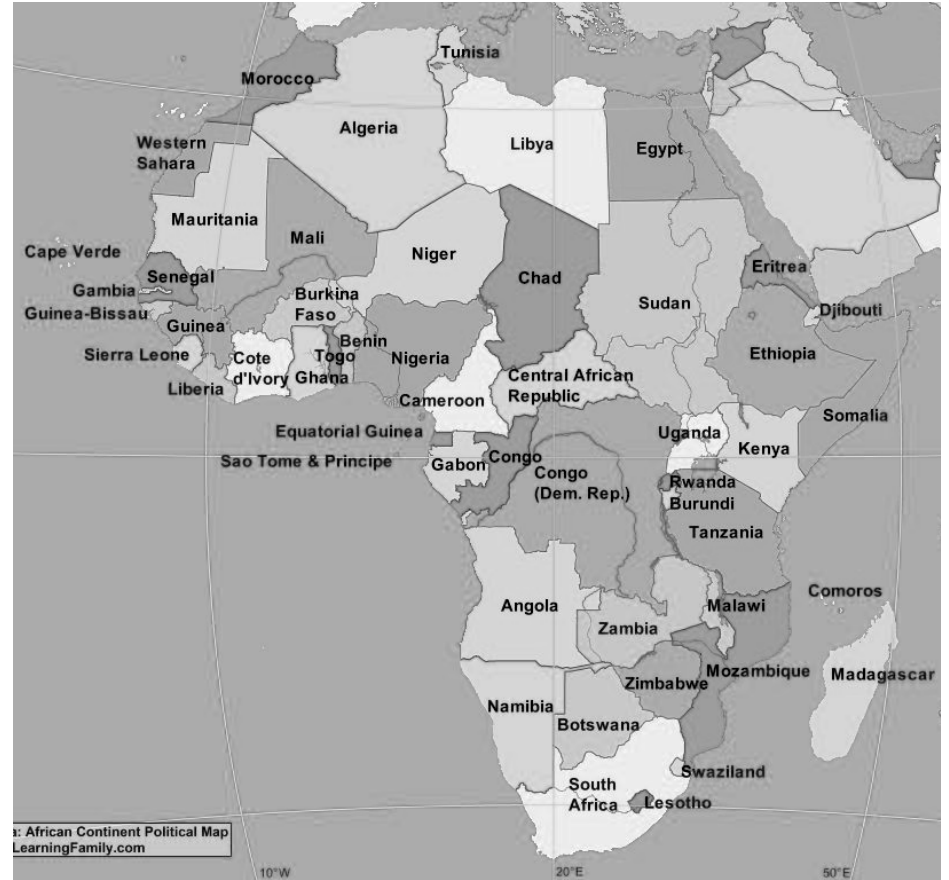 Tunisia
Morocco
Algeria
Libya
Egypt
Western
Sahara
Mauritania
Mali
Niger
Cape Verde
Chad
Eritrea
Senegal
Gambia
Burkina
Faso
Sudan
Djibouti
Guinea-Bissau
Guinea
Benin
Nigeria
Ethiopia
Sierra Leone
Cote
d'Ivory
Togo
Ghana
Central African
Republic
Liberia
Cameroon
Somalia
Equatorial Guinea
Uganda
Kenya
Sao Tome & Principe
Gabon
Congo
Congo
(Dem. Rep.)
Rwanda
Burundi
Tanzania
Comoros
Angola
Malawi
Zambia
Mozambique
Madagascar
Zimbabwe
Namibia
Botswana
Swaziland
South
Africa
Lesotho
a: African Continent Political Map
LearningFamily.com
10°W
20°E
50°E